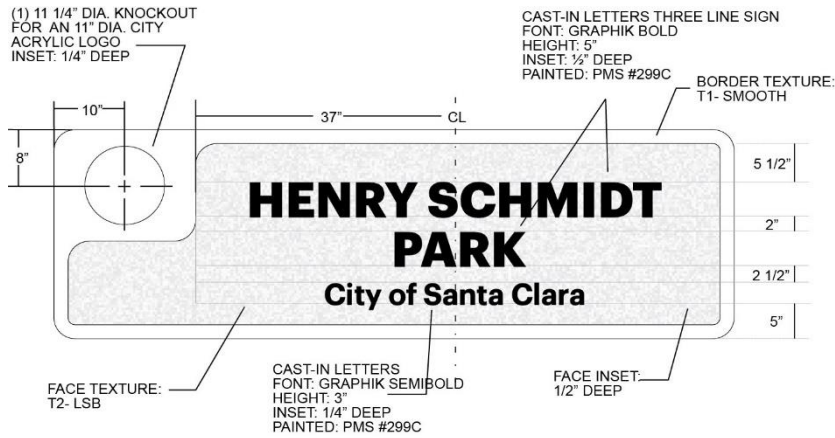 (1) 11 1/4" DIA. KNOCKOUT
FOR AN 11" DIA. CITY
ACRYLIC LOGO
INSET: 1/4" DEEP
CAST-IN LETTERS THREE LINE SIGN
FONT: GRAPHIK BOLD
HEIGHT: 5"
INSET: ½" DEEP
PAINTED: PMS #299C
BORDER TEXTURE:
T1- SMOOTH
10"
37"
CL
8"
5 1/2"
HENRY SCHMIDT
2"
PARK
2 1/2"
City of Santa Clara
5"
FACE TEXTURE:
T2- LSB
CAST-IN LETTERS
FONT: GRAPHIK SEMIBOLD
HEIGHT: 3"
INSET: 1/4" DEEP
PAINTED: PMS #299C
FACE INSET:
1/2" DEEP